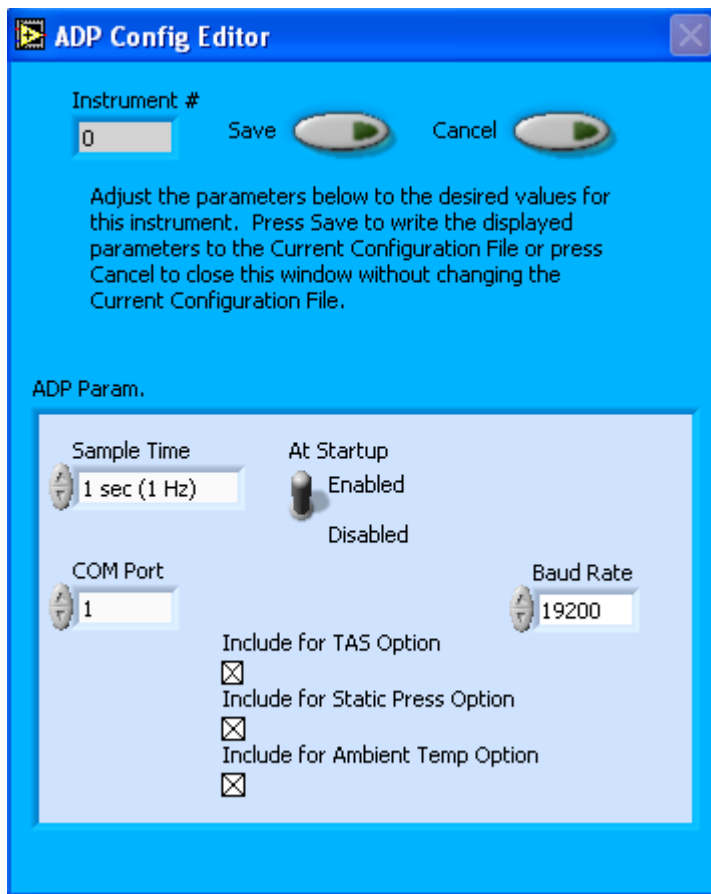 ADP Config Editor
Instrument #
0
Save
Cancel
Adjust the parameters below to the desired values for
this instrument. Press Save to write the displayed
parameters to the Current Configuration File or press
Cancel to close this window without changing the
Current Configuration File.
ADP Param.
Sample Time
1 sec (1 Hz)
At Startup
Enabled
Disabled
COM Port
1
Baud Rate
19200
Include for TAS Option
Include for Static Press Option
Include for Ambient Temp Option